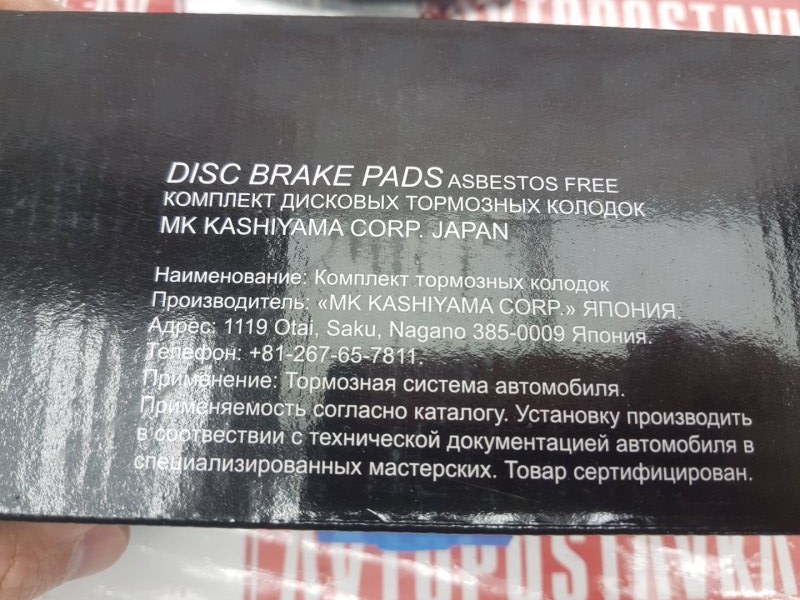 AVTOPOSTAVKA
DISC BRAKE PADS ASBESTOS FREE
КОМПЛЕКТ ДИСКОВЫХ ТОРМОЗНЫХ КОЛОДОК
MK KASHIYAMA CORP. JAPAN
Наименование: Комплект тормозных колодок
Производитель: «MK KASHIYAMA CORP.» ЯПОНИЯ.
Адрес: 1119 Otai, Saku, Nagano 385-0009 Япония.
Телефон: +81-267-65-7811.
Применение: Тормозная система автомобиля.
Применяемость согласно каталогу. Установку производить
в соотвествии с технической документацией автомобиля в
специализированных мастерских. Товар сертифицирован.
AVTOPOSTAVKA